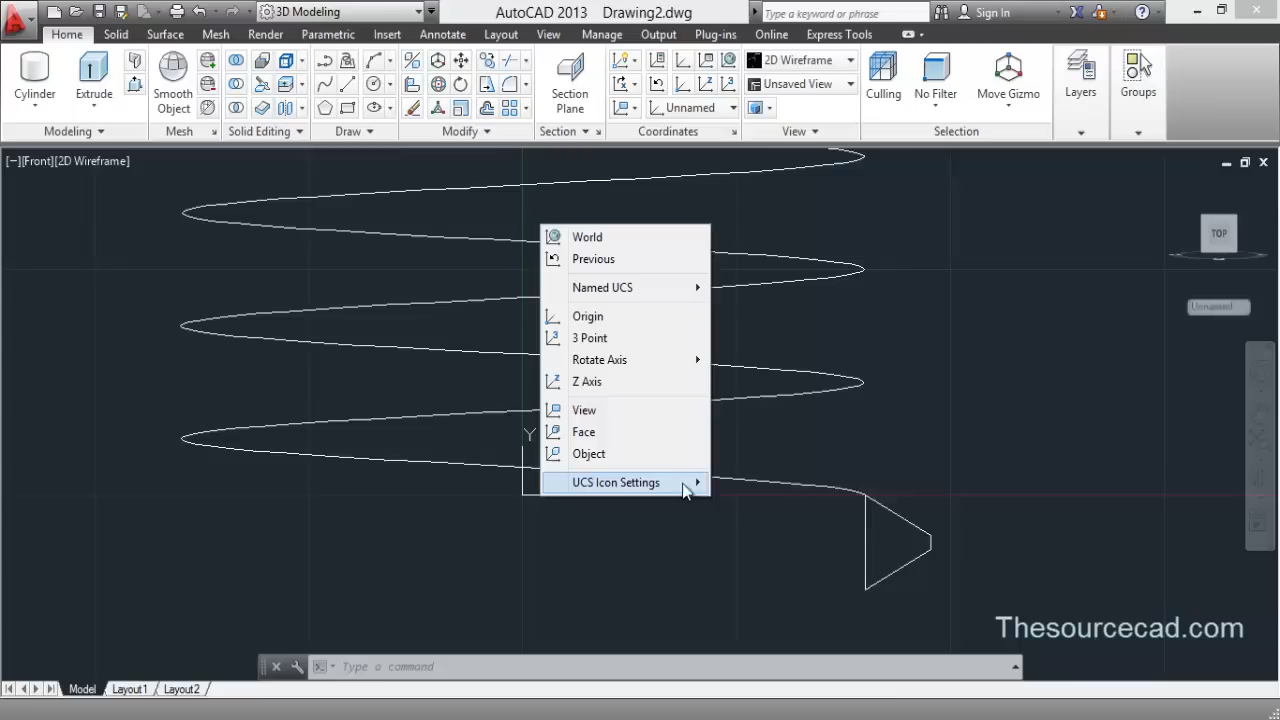 3D Modeling
AutoCAD 2013 Drawing2.dwg
Type a keyword or phrase
Sign In
Home Solid Surface Mesh Render Parametric Insert Annotate Layout View Manage Output Plug-ins Online Express Tools
Cylinder
Extrude
Smooth
Object
Section
Plane
2D Wireframe
Unsaved View
Unnamed
Culling
No Filter
Move Gizmo
Layers
Groups
Modeling Mesh Solid Editing Draw Modify Section Coordinates View Selection
[−][Front][2D Wireframe]
TOP
Unnamed
World
Previous
Named UCS
Origin
3 Point
Rotate Axis
Z Axis
View
Face
Object
UCS Icon Settings
Y
Thesourcecad.com
Type a command
Model Layout1 Layout2